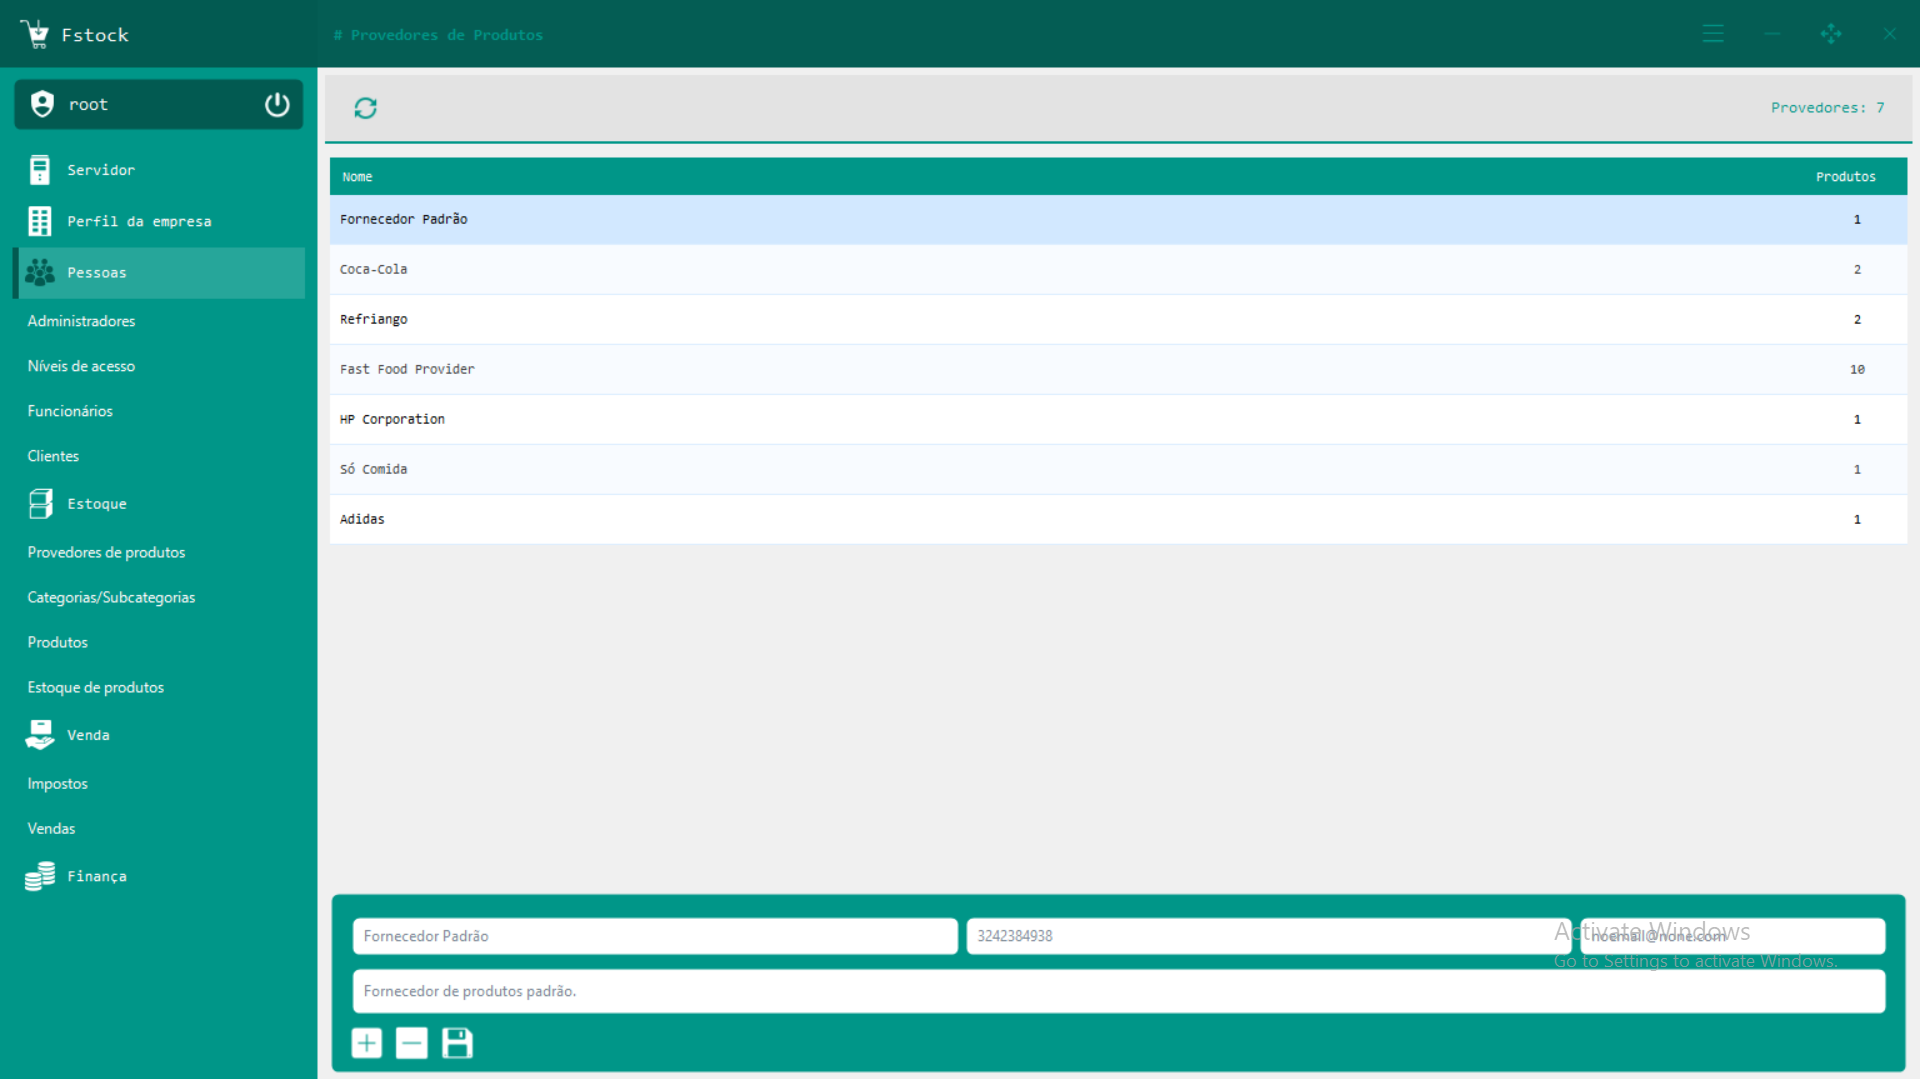 Fstock
# Provedores de Produtos
root
Provedores: 7
Servidor
Perfil da empresa
Pessoas
Administradores
Níveis de acesso
Funcionários
Clientes
Estoque
Provedores de produtos
Categorias/Subcategorias
Produtos
Estoque de produtos
Venda
Impostos
Vendas
Finança
Nome Produtos
Fornecedor Padrão 1
Coca-Cola 2
Refriango 2
Fast Food Provider 10
HP Corporation 1
Só Comida 1
Adidas 1
Fornecedor Padrão 3242384938 noemail@none.com
Fornecedor de produtos padrão.
Activate Windows
Go to Settings to activate Windows.